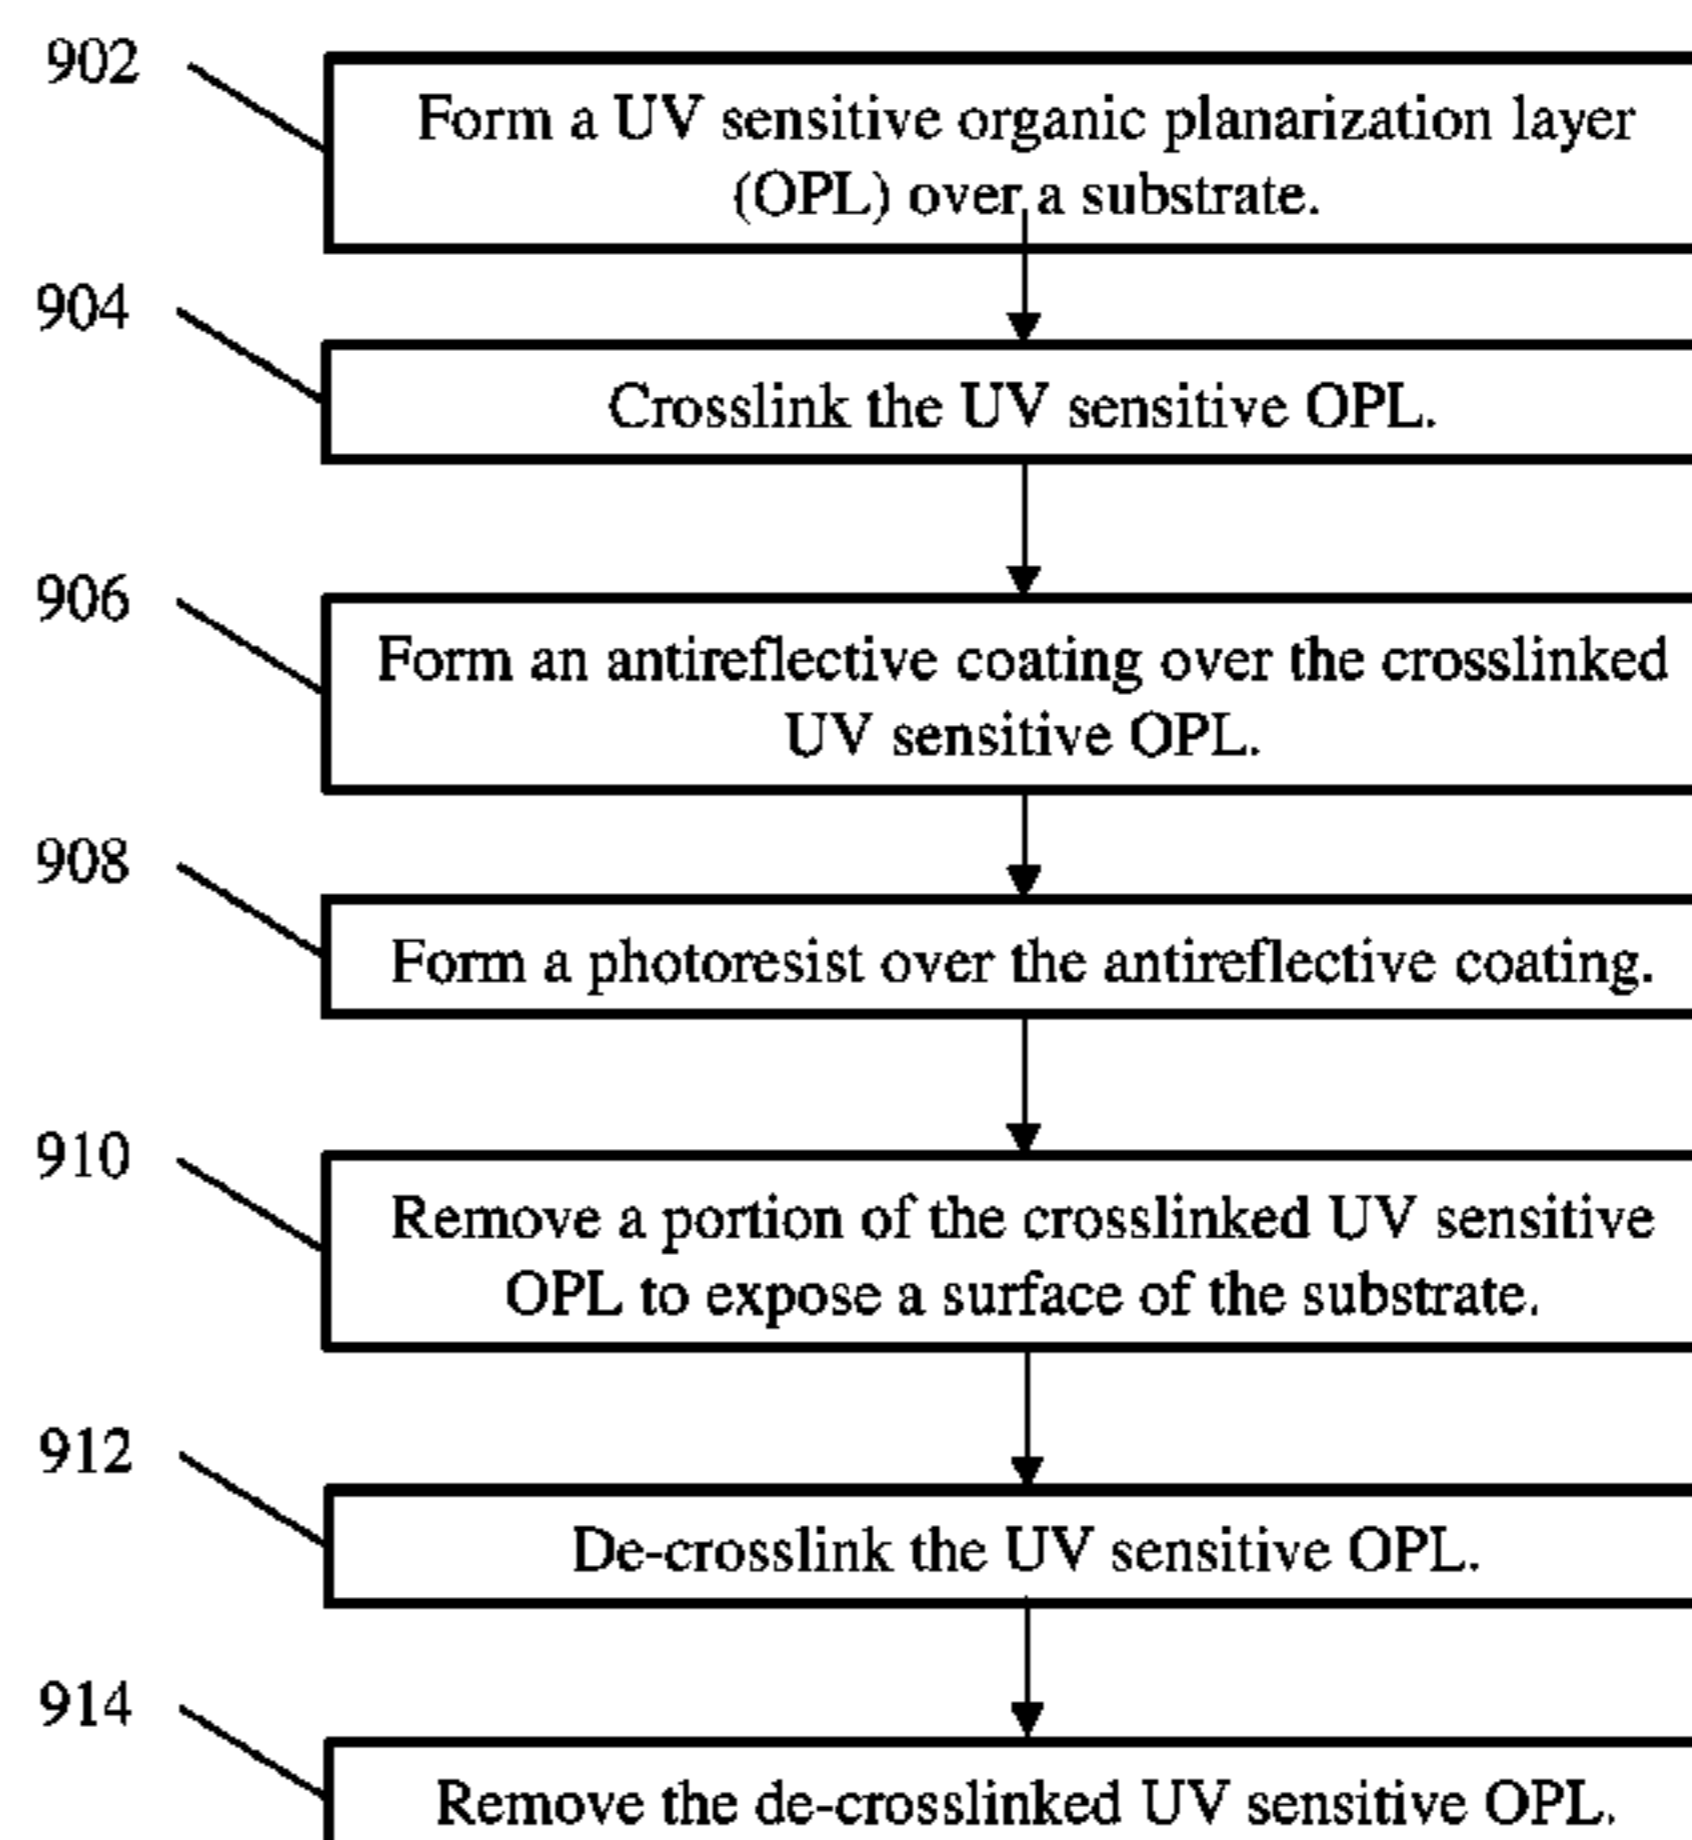 902
Form a UV sensitive organic planarization layer
(OPL) over a substrate.
904
Crosslink the UV sensitive OPL.
906
Form an antireflective coating over the crosslinked
UV sensitive OPL.
908
Form a photoresist over the antireflective coating.
910
Remove a portion of the crosslinked UV sensitive
OPL to expose a surface of the substrate.
912
De-crosslink the UV sensitive OPL.
914
Remove the de-crosslinked UV sensitive OPL.